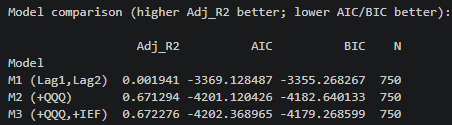 Model comparison (higher Adj_R2 better; lower AIC/BIC better):
Adj_R2 AIC BIC N
Model
M1 (Lag1,Lag2) 0.001941 -3369.128487 -3355.268267 750
M2 (+QQQ) 0.671294 -4201.120426 -4182.640133 750
M3 (+QQQ,+IEF) 0.672276 -4202.368965 -4179.268599 750